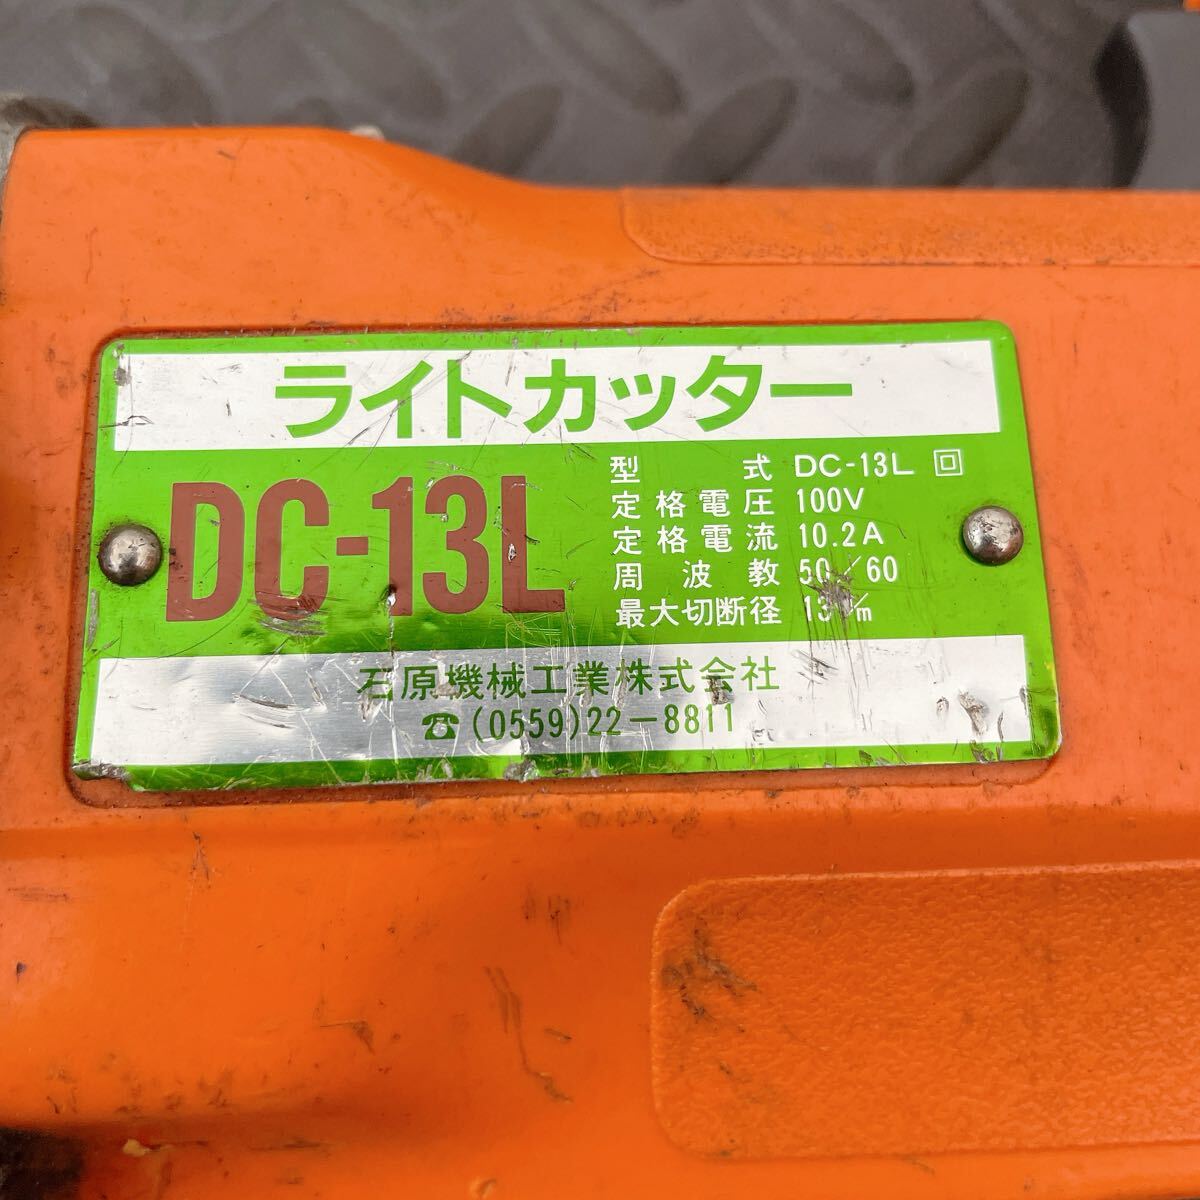 ライトカッター
DC-13L
型式 DC-13L 回
定格電圧 100V
定格電流 10.2A
周波教 50/60
最大切断径 13m/m
石原機械工業株式会社
☎(0559)22-8811